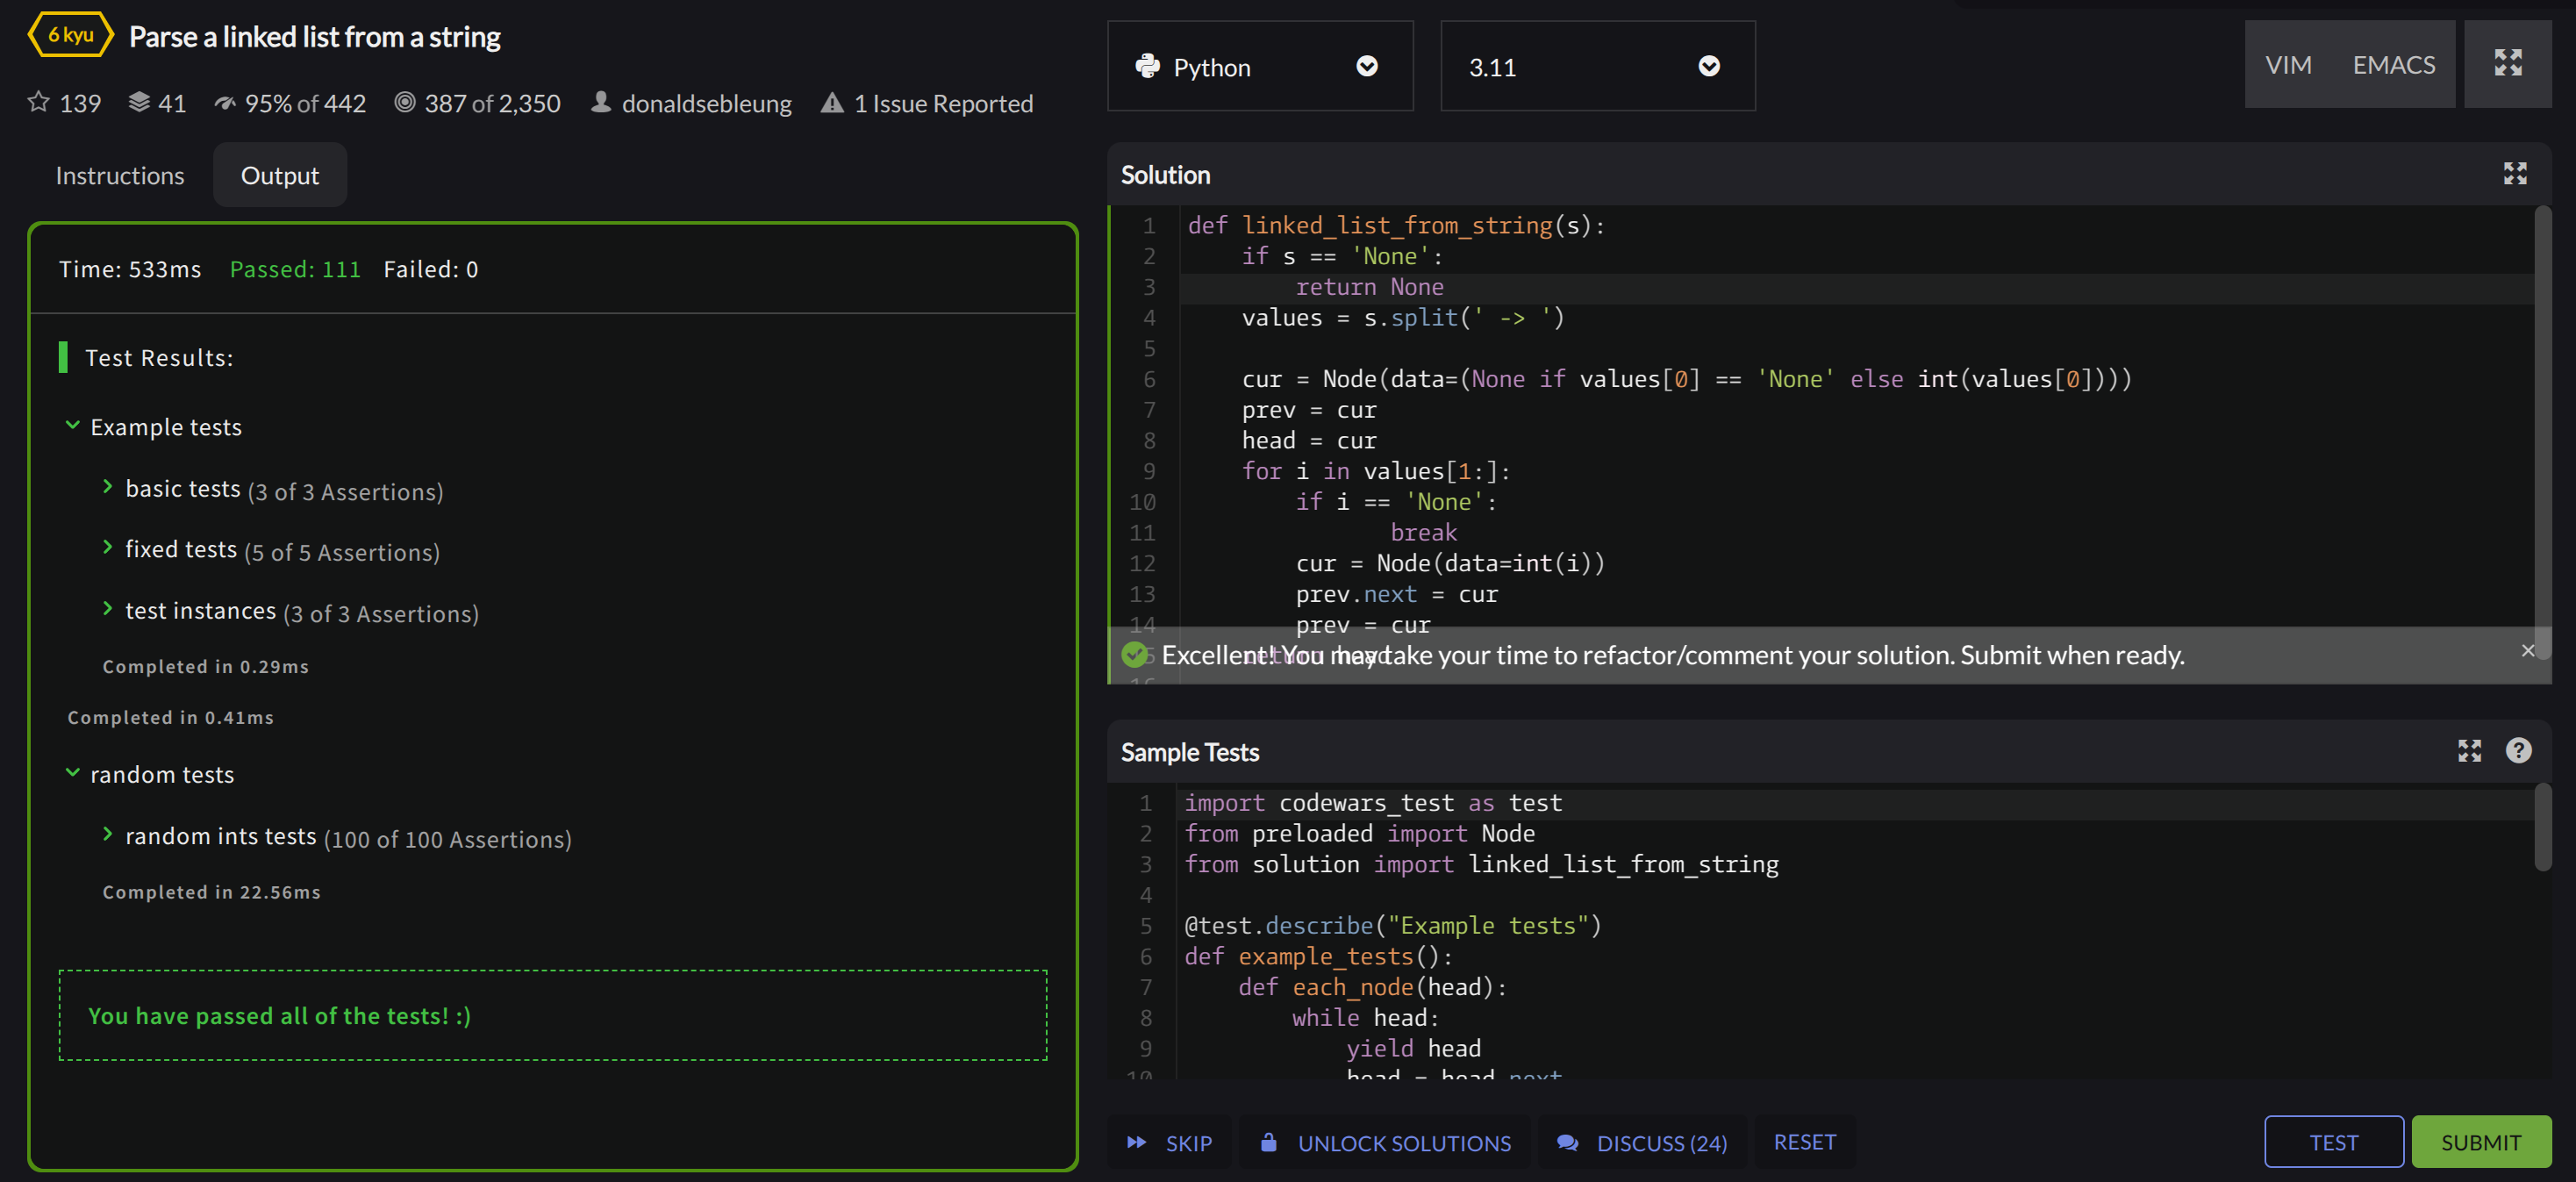 6 kyu Parse a linked list from a string
139 41 95% of 442 387 of 2,350 donaldsebleung 1 Issue Reported
Instructions Output
Time: 533ms Passed: 111 Failed: 0
Test Results:
Example tests
basic tests (3 of 3 Assertions)
fixed tests (5 of 5 Assertions)
test instances (3 of 3 Assertions)
Completed in 0.29ms
Completed in 0.41ms
random tests
random ints tests (100 of 100 Assertions)
Completed in 22.56ms
You have passed all of the tests! :)
Python 3.11 VIM EMACS
Solution
1 def linked_list_from_string(s):
2 if s == 'None':
3 return None
4 values = s.split(' -> ')
5
6 cur = Node(data=(None if values[0] == 'None' else int(values[0])))
7 prev = cur
8 head = cur
9 for i in values[1:]:
10 if i == 'None':
11 break
12 cur = Node(data=int(i))
13 prev.next = cur
14 prev = cur
15 return head
Excellent! You may take your time to refactor/comment your solution. Submit when ready.
16
Sample Tests
1 import codewars_test as test
2 from preloaded import Node
3 from solution import linked_list_from_string
4
5 @test.describe("Example tests")
6 def example_tests():
7 def each_node(head):
8 while head:
9 yield head
10 head = head.next
SKIP UNLOCK SOLUTIONS DISCUSS (24) RESET TEST SUBMIT